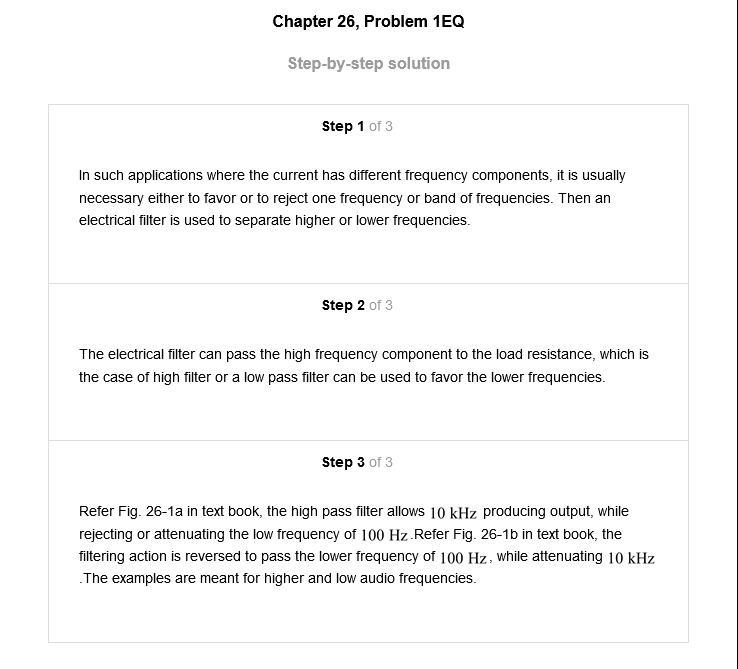 Chapter 26, Problem 1EQ
Step-by-step solution
Step 1 of 3
In such applications where the current has different frequency components, it is usually
necessary either to favor or to reject one frequency or band of frequencies. Then an
electrical filter is used to separate higher or lower frequencies.
Step 2 of 3
The electrical filter can pass the high frequency component to the load resistance, which is
the case of high filter or a low pass filter can be used to favor the lower frequencies.
Step 3 of 3
Refer Fig. 26-1a in text book, the high pass filter allows 10 kHz producing output, while
rejecting or attenuating the low frequency of 100 Hz.Refer Fig. 26-1b in text book, the
filtering action is reversed to pass the lower frequency of 100 Hz, while attenuating 10 kHz
.The examples are meant for higher and low audio frequencies.